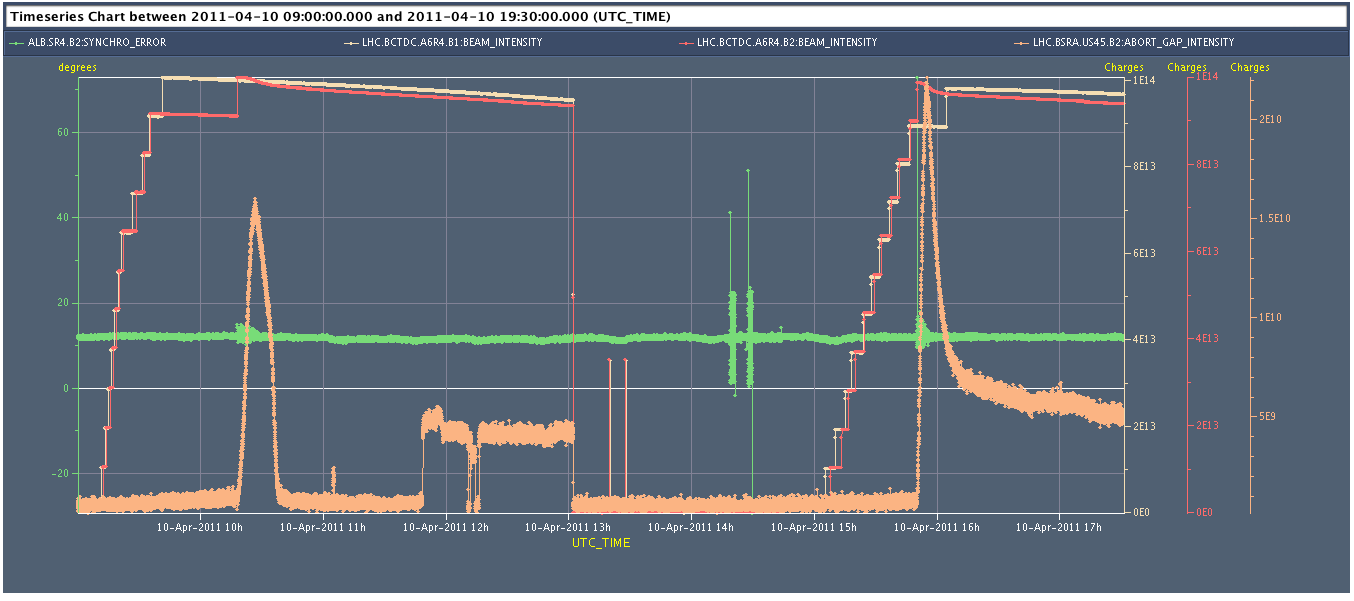 Timeseries Chart between 2011-04-10 09:00:00.000 and 2011-04-10 19:30:00.000 (UTC_TIME)
ALB.SR4.B2:SYNCHRO_ERROR LHC.BCTDC.A6R4.B1:BEAM_INTENSITY LHC.BCTDC.A6R4.B2:BEAM_INTENSITY LHC.BSRA.US45.B2:ABORT_GAP_INTENSITY
degrees Charges Charges Charges
1E14 1E14
60 2E10
8E13 8E13
40 1.5E10
6E13 6E13
20 1E10
4E13 4E13
0
2E13 2E13 5E9
-20
0E0 0E0
10-Apr-2011 10h 10-Apr-2011 11h 10-Apr-2011 12h 10-Apr-2011 13h 10-Apr-2011 14h 10-Apr-2011 15h 10-Apr-2011 16h 10-Apr-2011 17h
UTC_TIME